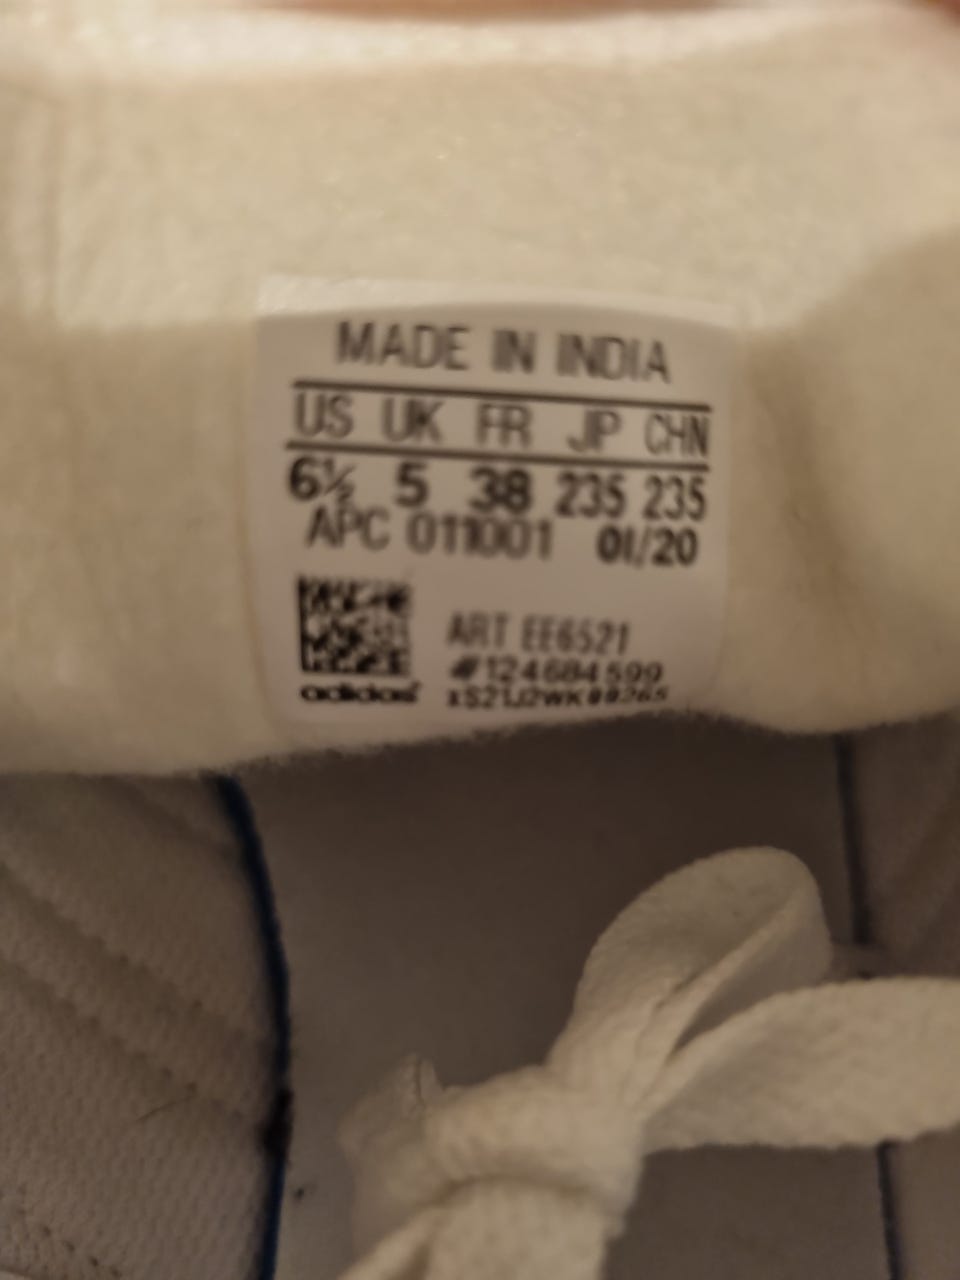 MADE IN INDIA
US UK FR JP CHN
6½ 5 38 235 235
APC 011001 01/20
ART EE6521
#124684599
adidas